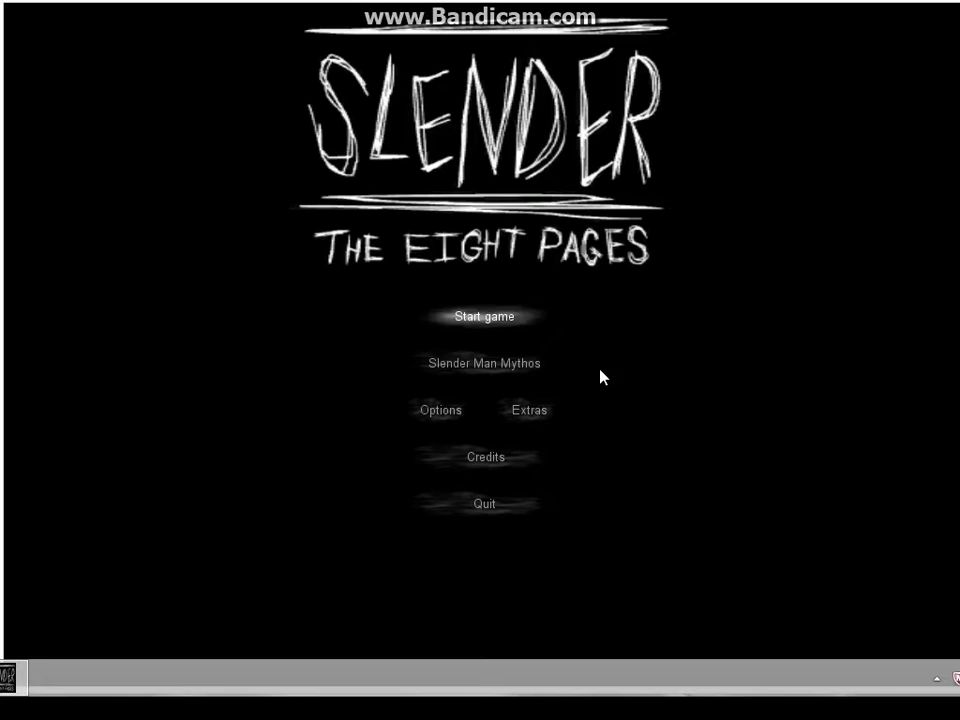 www.Bandicam.com
SLENDER
THE EIGHT PAGES
Start game
Slender Man Mythos
Options Extras
Credits
Quit